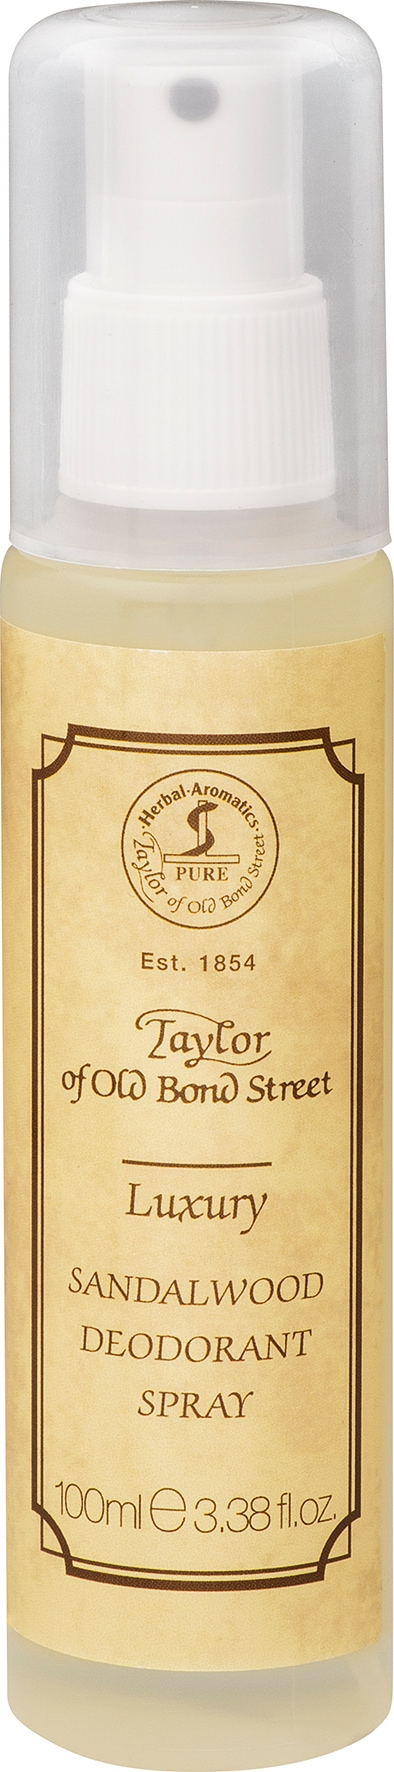 ·Herbal·Aromatics·
PURE
Taylor of Old Bond Street
Est. 1854
Taylor
of Old Bond Street
Luxury
SANDALWOOD
DEODORANT
SPRAY
100ml e 3.38 fl.oz.